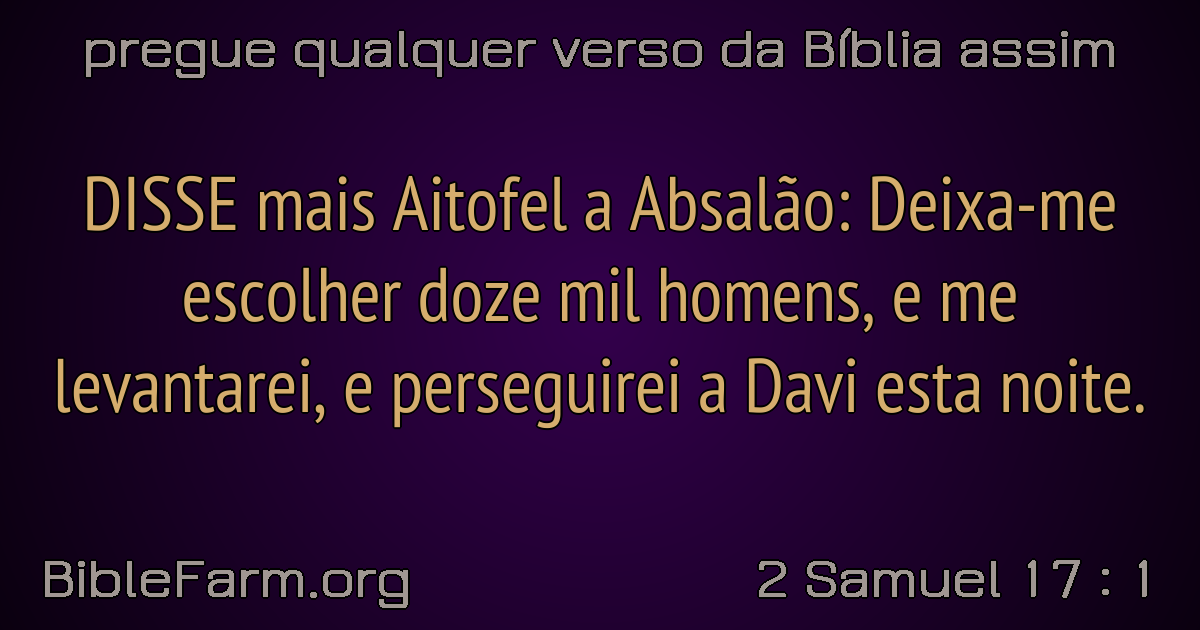 pregue qualquer verso da Bíblia assim
DISSE mais Aitofel a Absalão: Deixa-me
escolher doze mil homens, e me
levantarei, e perseguirei a Davi esta noite.
BibleFarm.org
2 Samuel 17 : 1